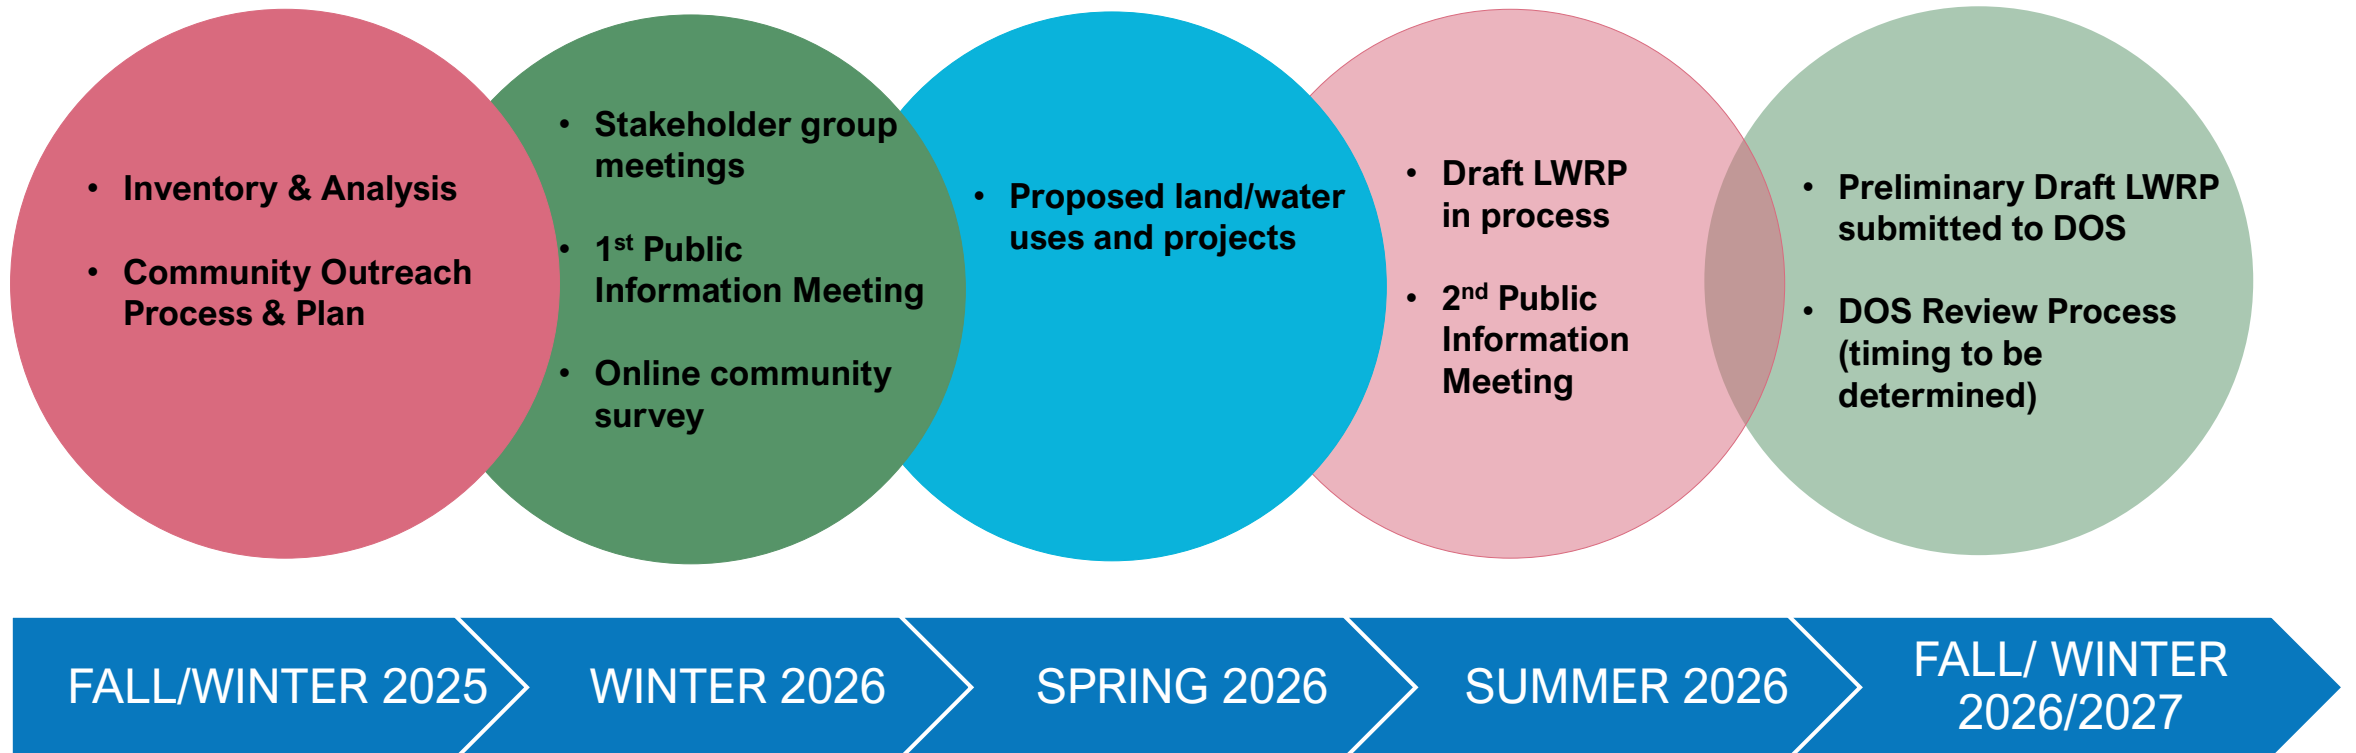 • Inventory & Analysis
• Community Outreach
Process & Plan
• Stakeholder group
meetings
• 1st Public
Information Meeting
• Online community
survey
• Proposed land/water
uses and projects
• Draft LWRP
in process
• 2nd Public
Information
Meeting
• Preliminary Draft LWRP
submitted to DOS
• DOS Review Process
(timing to be
determined)
FALL/WINTER 2025
WINTER 2026
SPRING 2026
SUMMER 2026
FALL/ WINTER
2026/2027